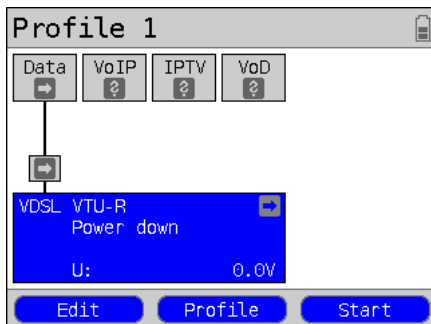 Profile 1
Data VoIP IPTV VoD
? ? ?
VDSL VTU-R
Power down
U: 0.0V
Edit Profile Start